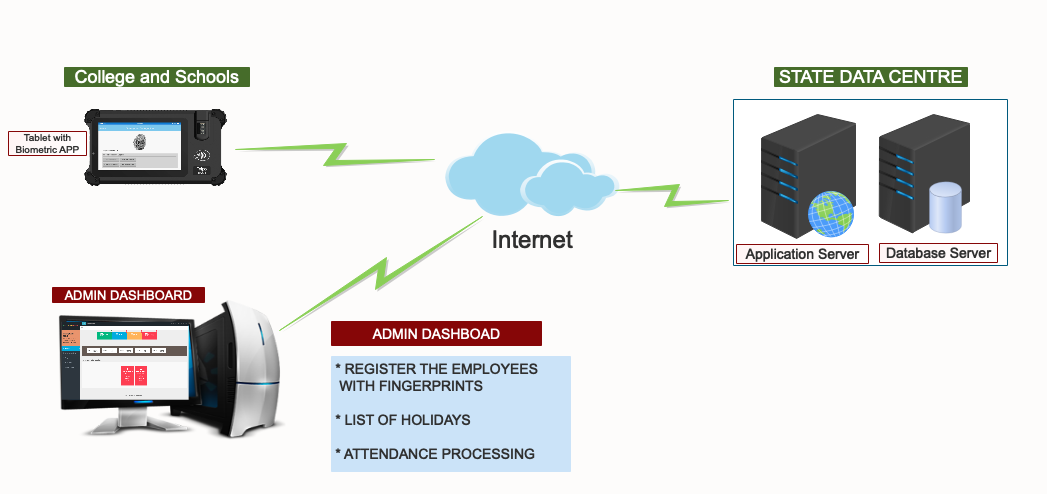 College and Schools
STATE DATA CENTRE
Tablet with
Biometric APP
Internet
Application Server
Database Server
ADMIN DASHBOARD
ADMIN DASHBOAD
* REGISTER THE EMPLOYEES
WITH FINGERPRINTS
* LIST OF HOLIDAYS
* ATTENDANCE PROCESSING